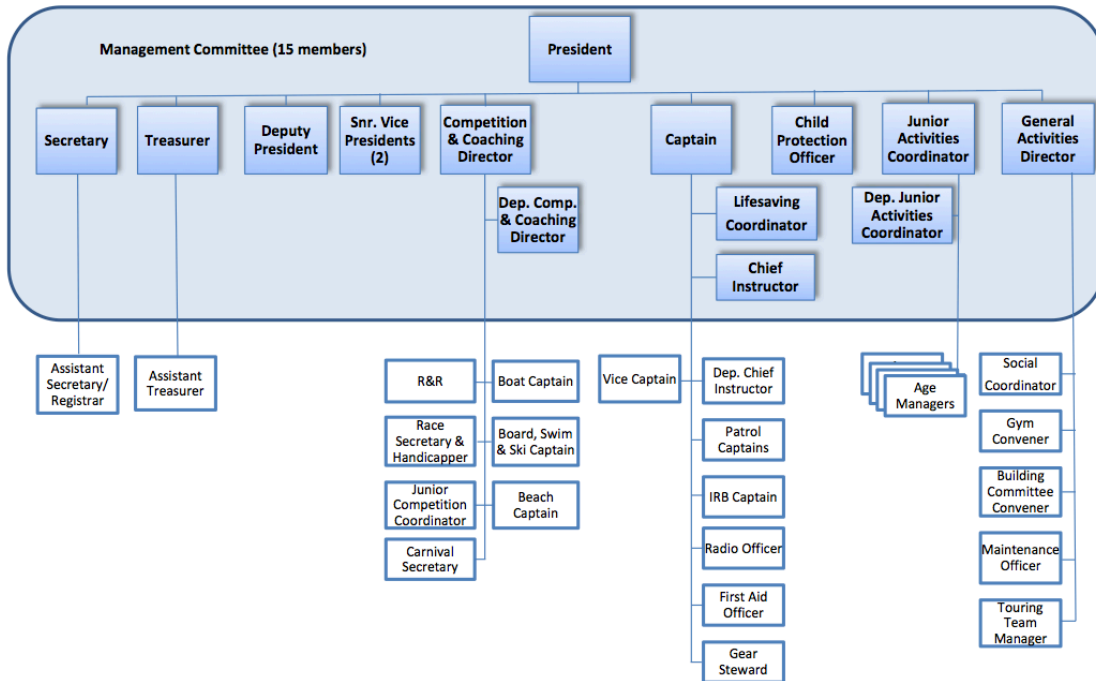 Management Committee (15 members)
President
Secretary
Treasurer
Deputy
President
Snr. Vice
Presidents
(2)
Competition
& Coaching
Director
Captain
Child
Protection
Officer
Junior
Activities
Coordinator
General
Activities
Director
Dep. Comp.
& Coaching
Director
Lifesaving
Coordinator
Dep. Junior
Activities
Coordinator
Chief
Instructor
Assistant
Secretary/
Registrar
Assistant
Treasurer
R&R
Boat Captain
Vice Captain
Dep. Chief
Instructor
Age
Managers
Social
Coordinator
Race
Secretary &
Handicapper
Board, Swim
& Ski Captain
Patrol
Captains
Gym
Convener
Junior
Competition
Coordinator
Beach
Captain
IRB Captain
Building
Committee
Convener
Carnival
Secretary
Radio Officer
Maintenance
Officer
First Aid
Officer
Touring
Team
Manager
Gear
Steward